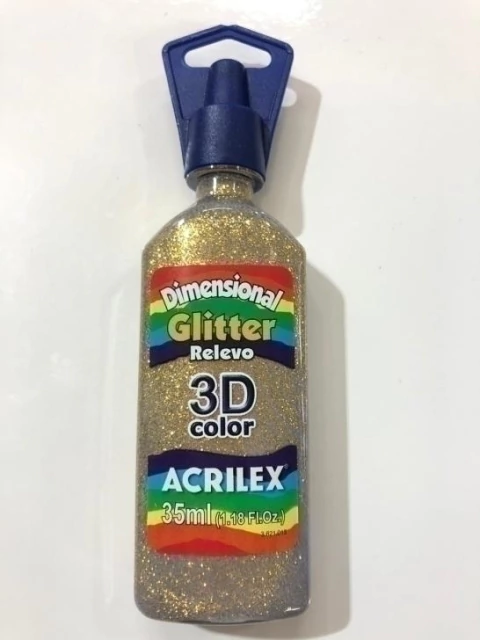 Dimensional
Glitter
Relevo
3D
color
ACRILEX®
35ml (1.18 Fl.Oz.)